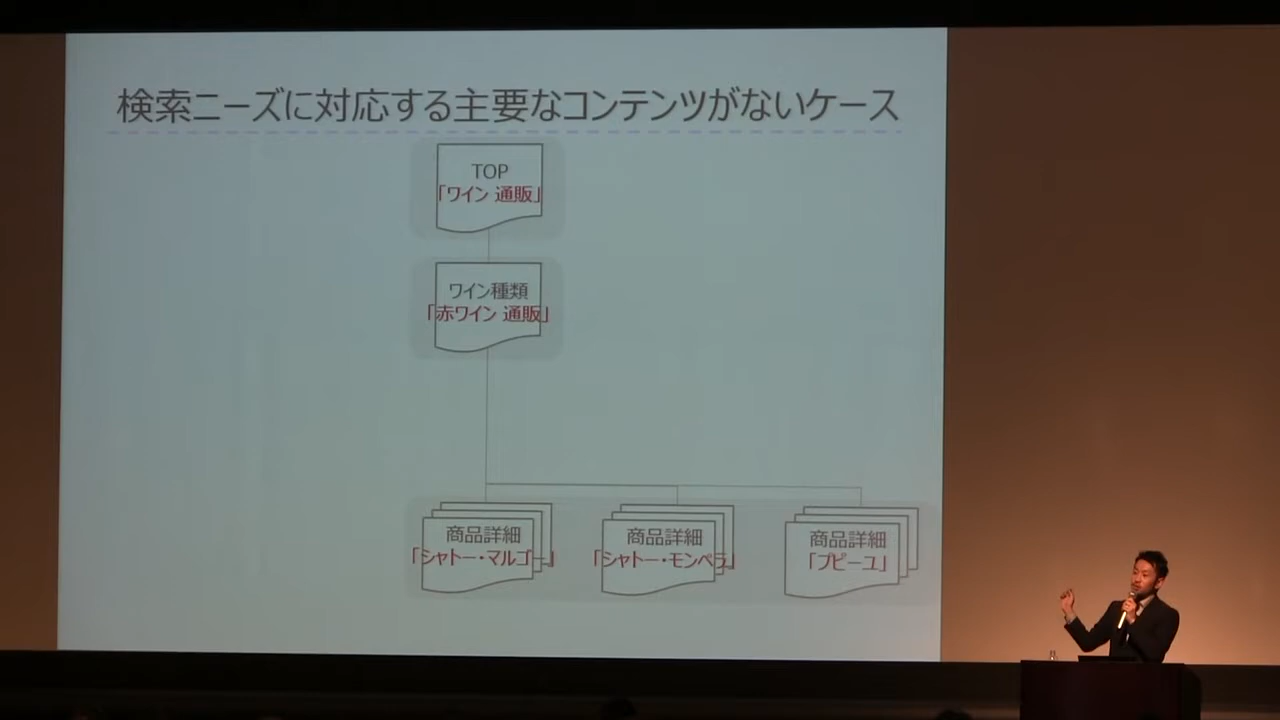 検索ニーズに対応する主要なコンテンツがないケース
TOP
「ワイン 通販」
ワイン種類
「赤ワイン 通販」
商品詳細
「シャトー・マルゴー」
商品詳細
「シャトー・モンペラ」
商品詳細
「プピーユ」